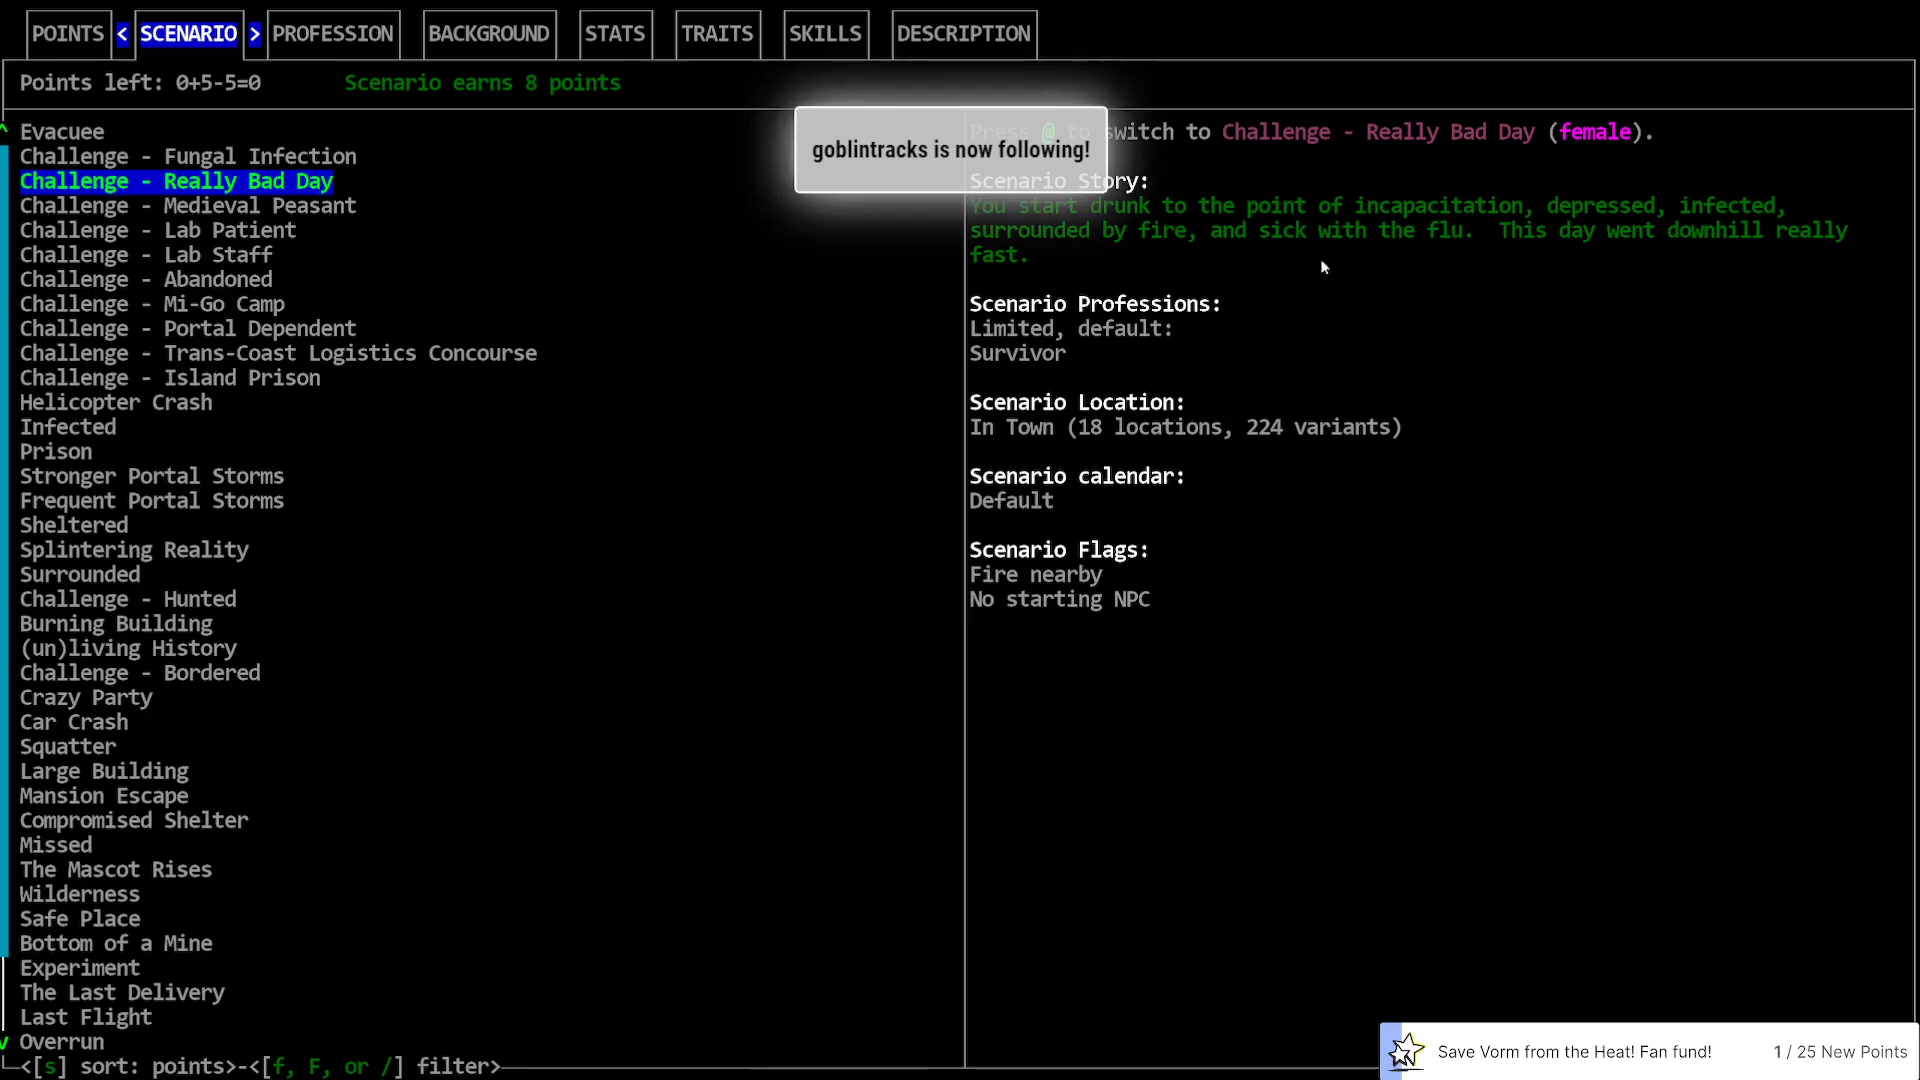 POINTS < SCENARIO > PROFESSION BACKGROUND STATS TRAITS SKILLS DESCRIPTION
Points left: 0+5-5=0 Scenario earns 8 points
goblintracks is now following!
^ Evacuee
Challenge - Fungal Infection
Challenge - Really Bad Day
Challenge - Medieval Peasant
Challenge - Lab Patient
Challenge - Lab Staff
Challenge - Abandoned
Challenge - Mi-Go Camp
Challenge - Portal Dependent
Challenge - Trans-Coast Logistics Concourse
Challenge - Island Prison
Helicopter Crash
Infected
Prison
Stronger Portal Storms
Frequent Portal Storms
Sheltered
Splintering Reality
Surrounded
Challenge - Hunted
Burning Building
(un)living History
Challenge - Bordered
Crazy Party
Car Crash
Squatter
Large Building
Mansion Escape
Compromised Shelter
Missed
The Mascot Rises
Wilderness
Safe Place
Bottom of a Mine
Experiment
The Last Delivery
Last Flight
v Overrun
<[s] sort: points>-<[f, F, or /] filter>
Press @ to switch to Challenge - Really Bad Day (female).
Scenario Story:
You start drunk to the point of incapacitation, depressed, infected,
surrounded by fire, and sick with the flu. This day went downhill really
fast.
Scenario Professions:
Limited, default:
Survivor
Scenario Location:
In Town (18 locations, 224 variants)
Scenario calendar:
Default
Scenario Flags:
Fire nearby
No starting NPC
Save Vorm from the Heat! Fan fund! 1 / 25 New Points